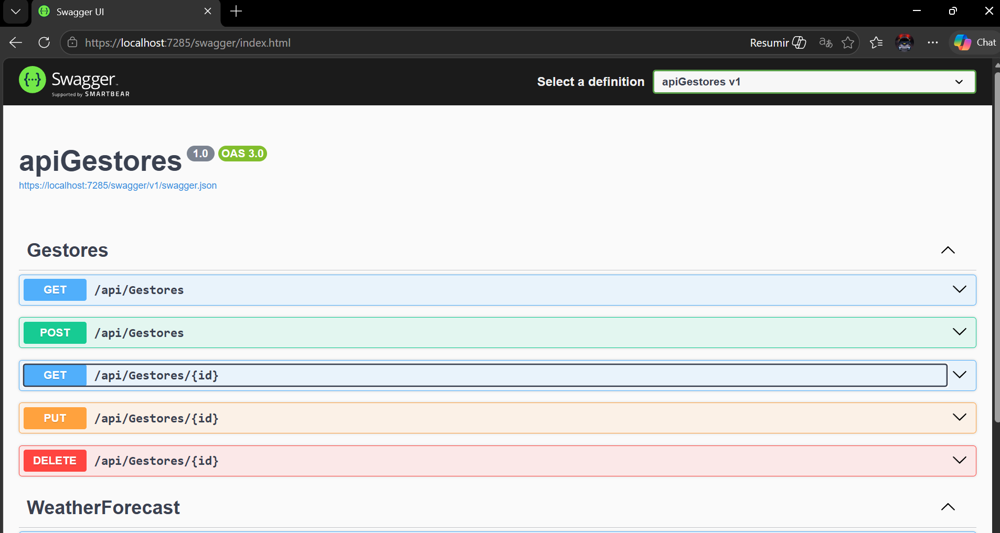 Swagger UI
https://localhost:7285/swagger/index.html
Resumir
Chat
Swagger
Supported by SMARTBEAR
Select a definition
apiGestores v1
apiGestores 1.0 OAS 3.0
https://localhost:7285/swagger/v1/swagger.json
Gestores
GET /api/Gestores
POST /api/Gestores
GET /api/Gestores/{id}
PUT /api/Gestores/{id}
DELETE /api/Gestores/{id}
WeatherForecast